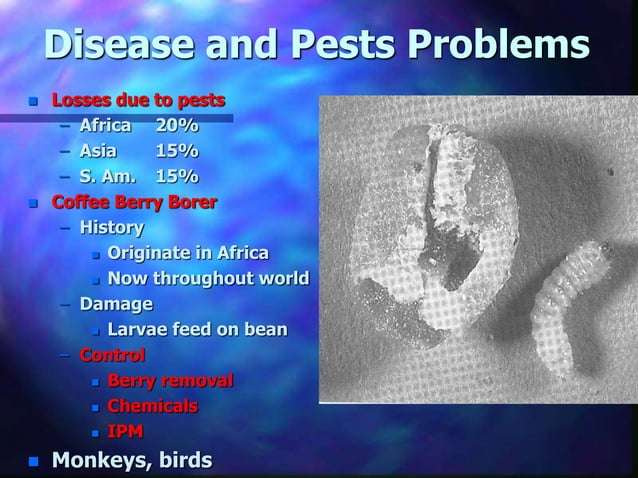 Disease and Pests Problems
Losses due to pests
– Africa 20%
– Asia 15%
– S. Am. 15%
Coffee Berry Borer
– History
Originate in Africa
Now throughout world
– Damage
Larvae feed on bean
– Control
Berry removal
Chemicals
IPM
Monkeys, birds